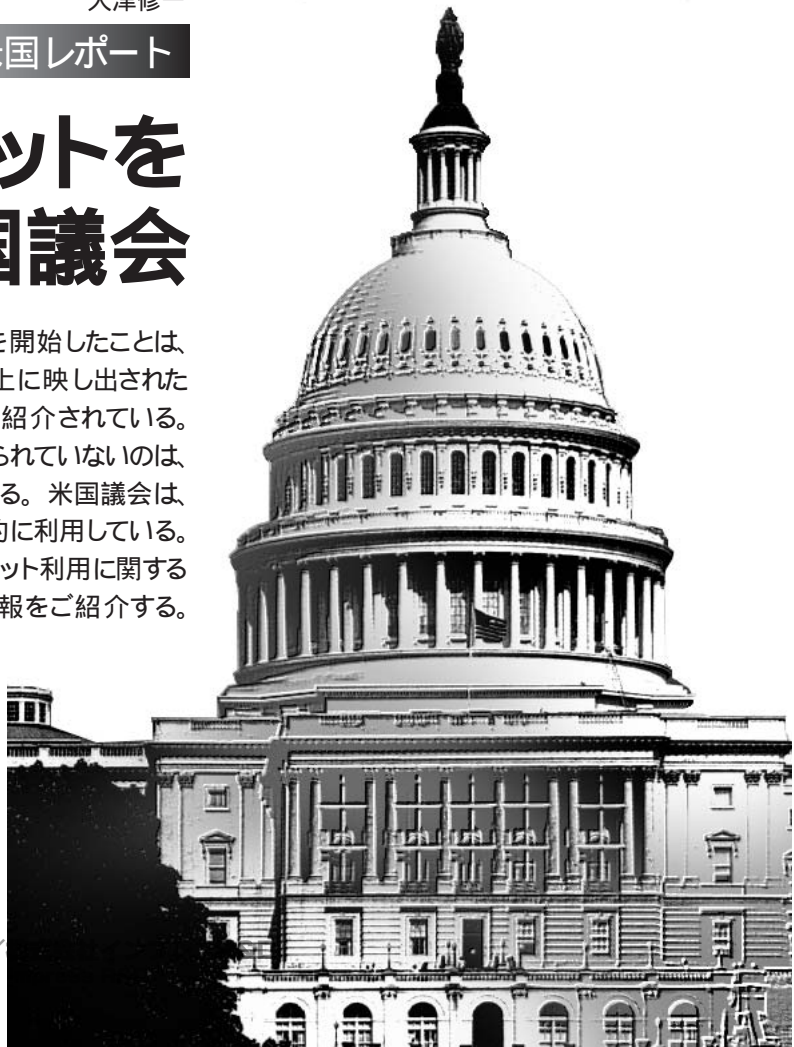 大津修一
国レポート
ットを
国議会
を開始したことは、
上に映し出された
紹介されている。
られていないのは、
る。米国議会は、
的に利用している。
ット利用に関する
報をご紹介する。